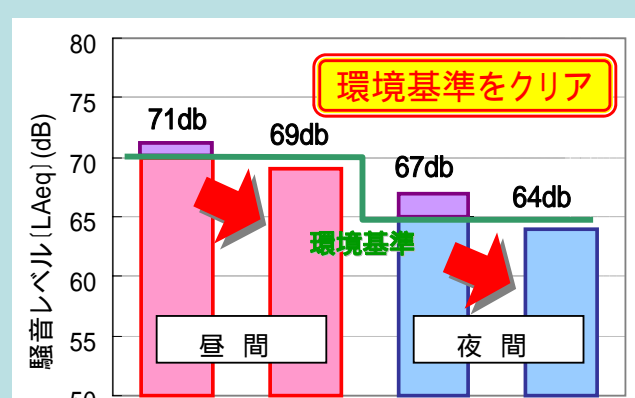 環境基準をクリア
騒音レベル〔LAeq〕(dB)
80
75
70
65
60
55
50
71db
69db
67db
64db
環境基準
昼 間
夜 間